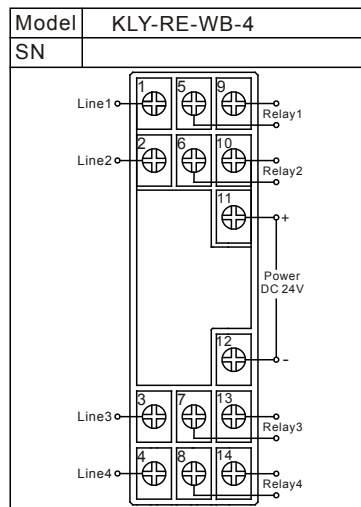 Model KLY-RE-WB-4
SN
1 5 9
Line1 Relay1
2 6 10
Line2 Relay2
11
+
Power
DC 24V
12
-
3 7 13
Line3 Relay3
4 8 14
Line4 Relay4